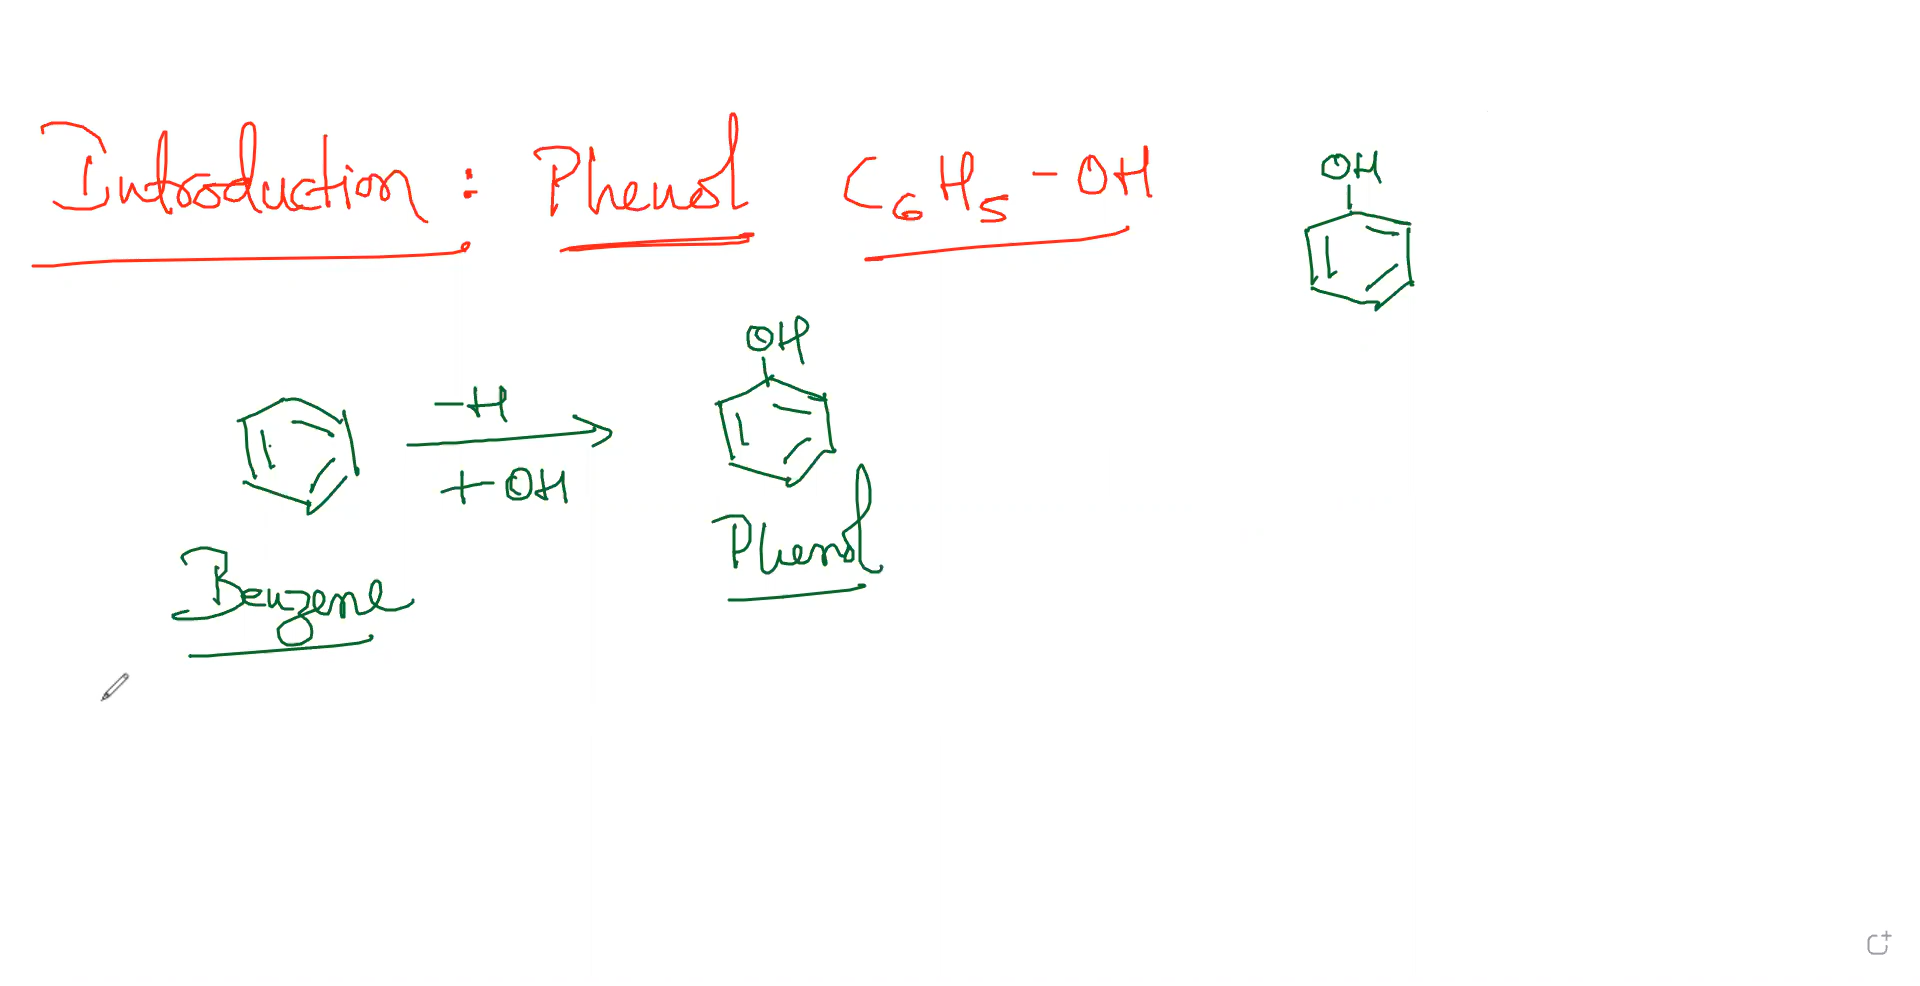 Introduction : Phenol C6H5-OH
OH
OH
-H
+ OH
Phenol
Benzene